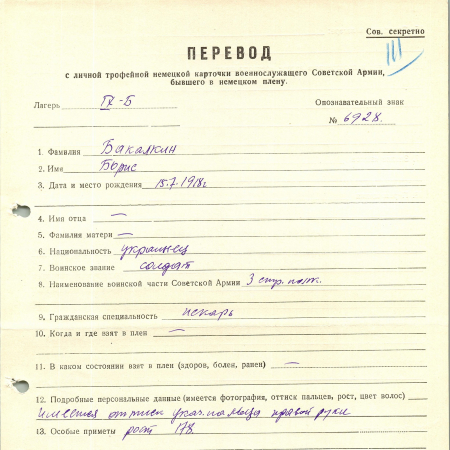 Сов. секретно
III
ПЕРЕВОД
с личной трофейной немецкой карточки военнослужащего Советской Армии,
бывшего в немецком плену.
Лагерь IX-Б Опознавательный знак
№ 6928.
1. Фамилия Бакалкин
2. Имя Борис
3. Дата и место рождения 15.7.1918г
4. Имя отца —
5. Фамилия матери —
6. Национальность украинец
7. Воинское звание солдат
8. Наименование воинской части Советской Армии 3 стр. полк.
9. Гражданская специальность пекарь
10. Когда и где взят в плен —
11. В каком состоянии взят в плен (здоров, болен, ранен) —
12. Подробные персональные данные (имеется фотография, оттиск пальцев, рост, цвет волос)
имеется оттиск указ. пальца правой руки
13. Особые приметы рост 178